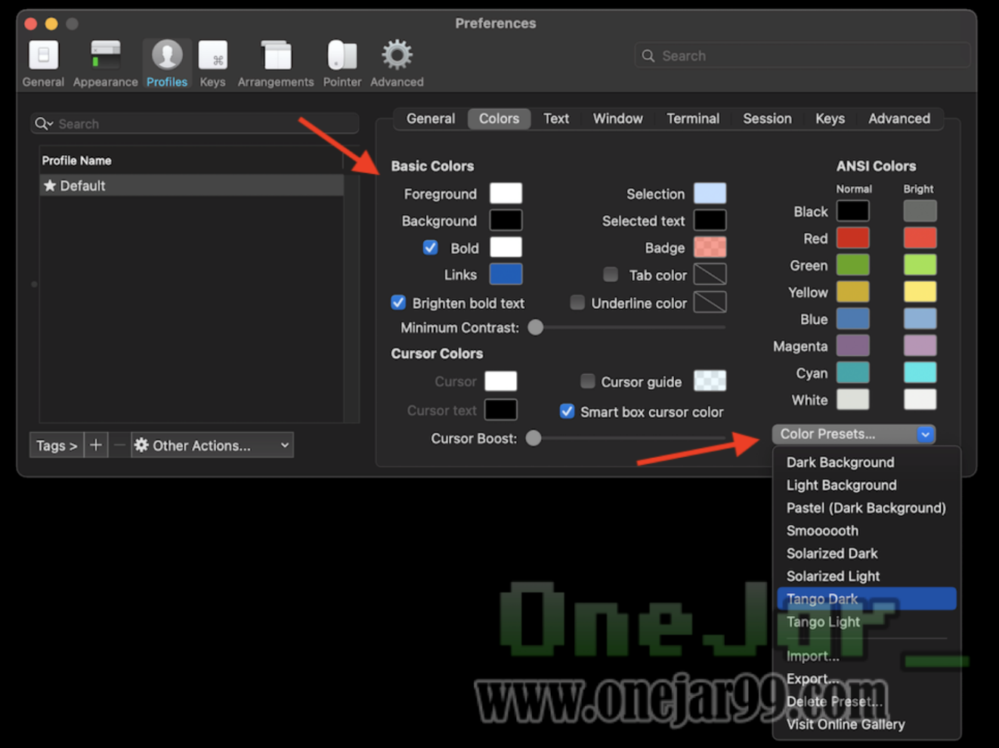 Preferences
General Appearance Profiles Keys Arrangements Pointer Advanced
Search
Search
Profile Name
Default
Tags > + − Other Actions...
General Colors Text Window Terminal Session Keys Advanced
Basic Colors
Foreground
Background
Bold
Links
Brighten bold text
Minimum Contrast:
Selection
Selected text
Badge
Tab color
Underline color
Cursor Colors
Cursor
Cursor text
Cursor Boost:
Cursor guide
Smart box cursor color
ANSI Colors
Normal Bright
Black
Red
Green
Yellow
Blue
Magenta
Cyan
White
Color Presets...
Dark Background
Light Background
Pastel (Dark Background)
Smoooooth
Solarized Dark
Solarized Light
Tango Dark
Tango Light
Import...
Export...
Delete Preset...
Visit Online Gallery
OneJar_
www.onejar99.com